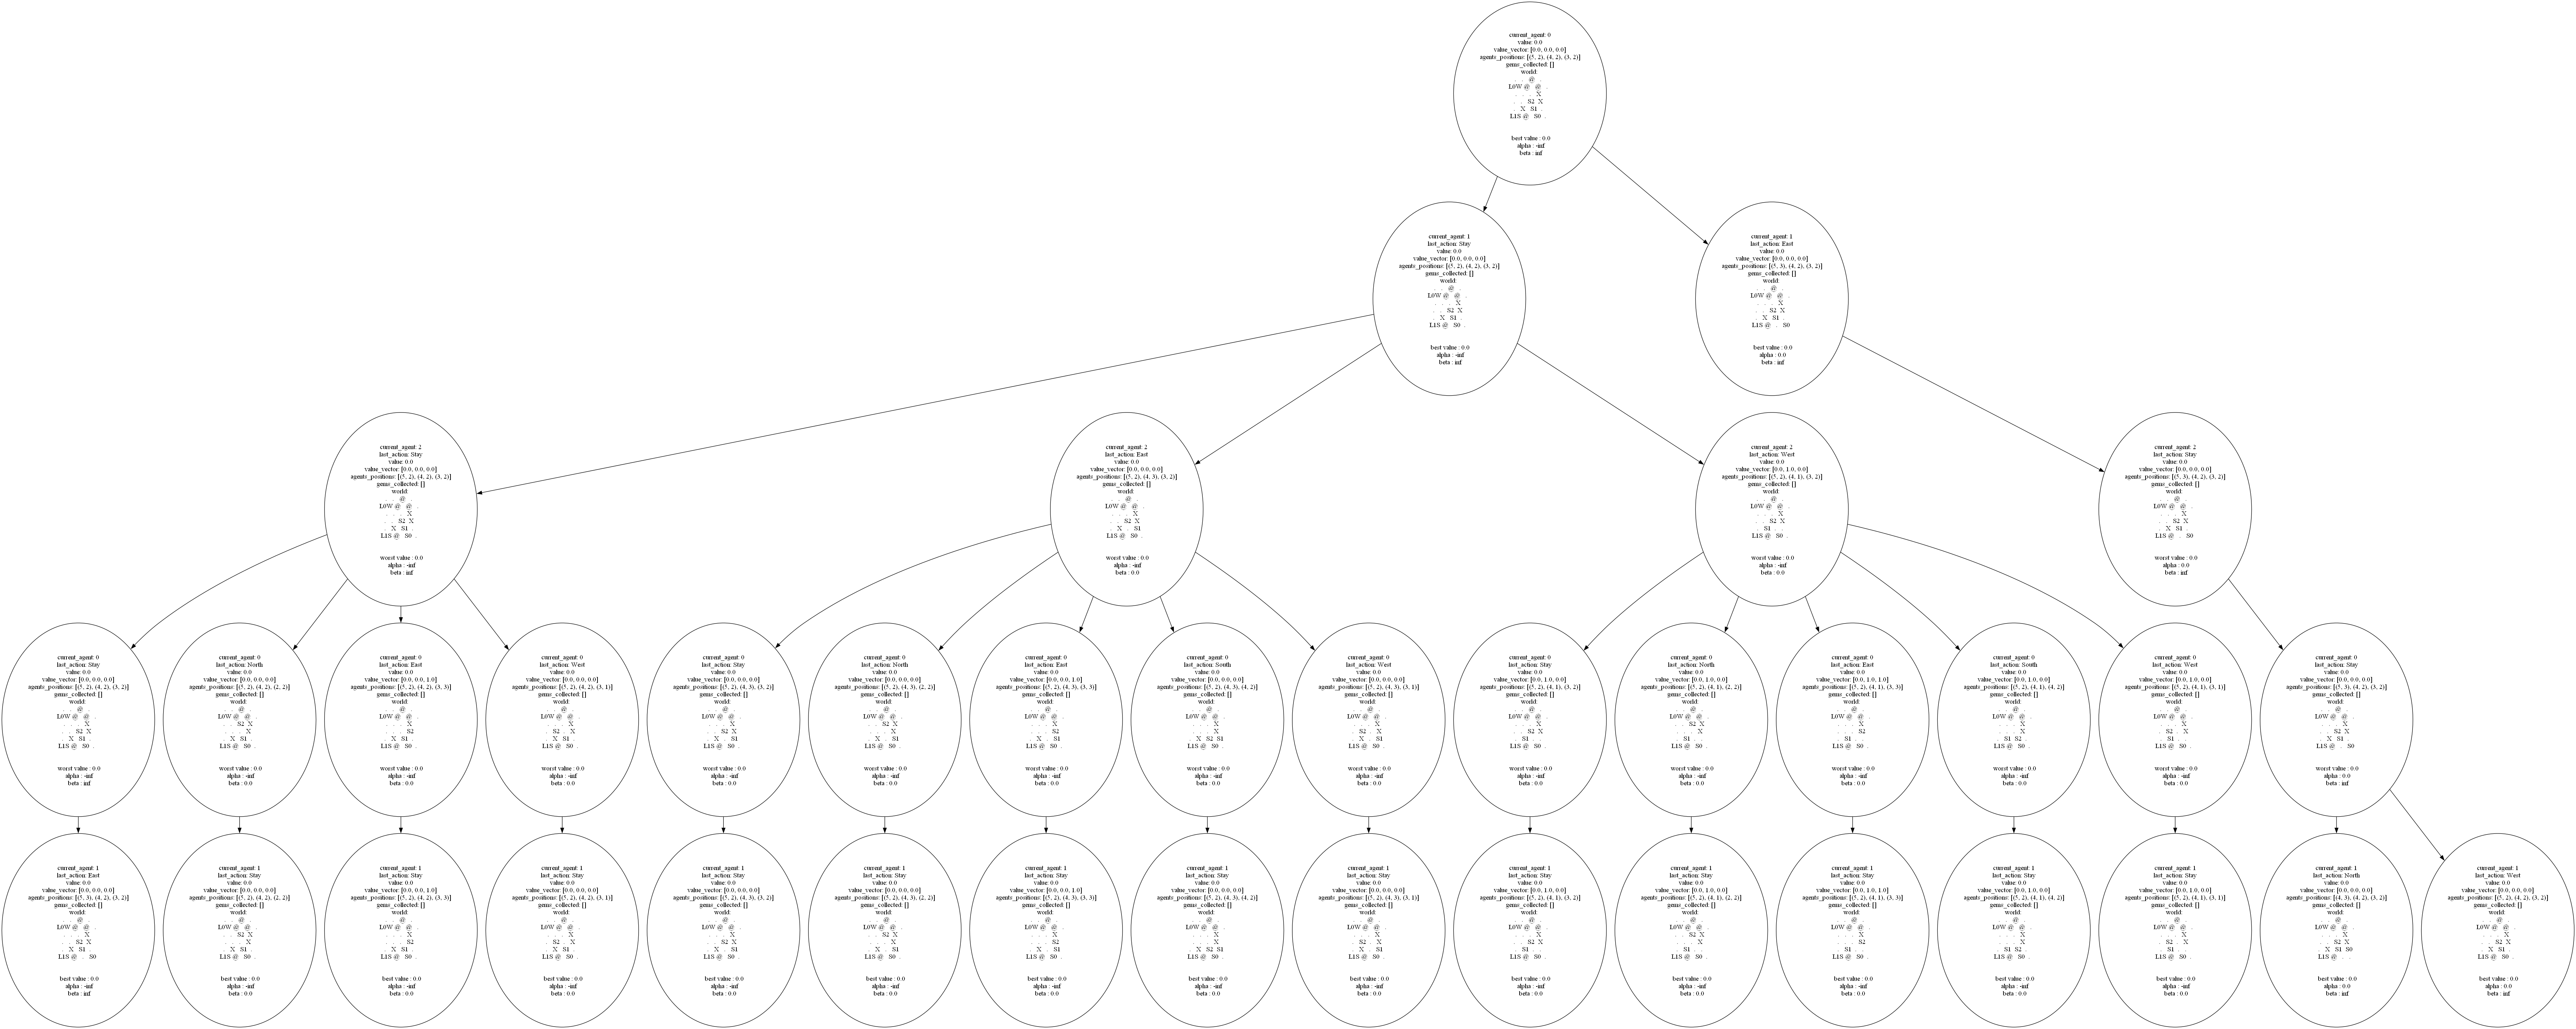 current_agent: 0
value: 0.0
value_vector: [0.0, 0.0, 0.0]
agents_positions: [(5, 2), (4, 2), (3, 2)]
gems_collected: []
world:
. . @ .
L0W @ @ .
. . . X
. . S2 X
. X S1 .
L1S @ S0 .
best value : 0.0
alpha : -inf
beta : inf
current_agent: 1
last_action: Stay
value: 0.0
value_vector: [0.0, 0.0, 0.0]
agents_positions: [(5, 2), (4, 2), (3, 2)]
gems_collected: []
world:
. . @ .
L0W @ @ .
. . . X
. . S2 X
. X S1 .
L1S @ S0 .
best value : 0.0
alpha : -inf
beta : inf
current_agent: 1
last_action: East
value: 0.0
value_vector: [0.0, 0.0, 0.0]
agents_positions: [(5, 3), (4, 2), (3, 2)]
gems_collected: []
world:
. . @ .
L0W @ @ .
. . . X
. . S2 X
. X S1 .
L1S @ . S0
best value : 0.0
alpha : 0.0
beta : inf
current_agent: 2
last_action: Stay
value: 0.0
value_vector: [0.0, 0.0, 0.0]
agents_positions: [(5, 2), (4, 2), (3, 2)]
gems_collected: []
world:
. . @ .
L0W @ @ .
. . . X
. . S2 X
. X S1 .
L1S @ S0 .
worst value : 0.0
alpha : -inf
beta : inf
current_agent: 2
last_action: East
value: 0.0
value_vector: [0.0, 0.0, 0.0]
agents_positions: [(5, 2), (4, 3), (3, 2)]
gems_collected: []
world:
. . @ .
L0W @ @ .
. . . X
. . S2 X
. X . S1
L1S @ S0 .
worst value : 0.0
alpha : -inf
beta : 0.0
current_agent: 2
last_action: West
value: 0.0
value_vector: [0.0, 1.0, 0.0]
agents_positions: [(5, 2), (4, 1), (3, 2)]
gems_collected: []
world:
. . @ .
L0W @ @ .
. . . X
. . S2 X
. S1 . .
L1S @ S0 .
worst value : 0.0
alpha : -inf
beta : 0.0
current_agent: 2
last_action: Stay
value: 0.0
value_vector: [0.0, 0.0, 0.0]
agents_positions: [(5, 3), (4, 2), (3, 2)]
gems_collected: []
world:
. . @ .
L0W @ @ .
. . . X
. . S2 X
. X S1 .
L1S @ . S0
worst value : 0.0
alpha : 0.0
beta : inf
current_agent: 0
last_action: Stay
value: 0.0
value_vector: [0.0, 0.0, 0.0]
agents_positions: [(5, 2), (4, 2), (3, 2)]
gems_collected: []
world:
. . @ .
L0W @ @ .
. . . X
. . S2 X
. X S1 .
L1S @ S0 .
worst value : 0.0
alpha : -inf
beta : inf
current_agent: 0
last_action: North
value: 0.0
value_vector: [0.0, 0.0, 0.0]
agents_positions: [(5, 2), (4, 2), (2, 2)]
gems_collected: []
world:
. . @ .
L0W @ @ .
. . S2 X
. . . X
. X S1 .
L1S @ S0 .
worst value : 0.0
alpha : -inf
beta : 0.0
current_agent: 0
last_action: East
value: 0.0
value_vector: [0.0, 0.0, 1.0]
agents_positions: [(5, 2), (4, 2), (3, 3)]
gems_collected: []
world:
. . @ .
L0W @ @ .
. . . X
. . . S2
. X S1 .
L1S @ S0 .
worst value : 0.0
alpha : -inf
beta : 0.0
current_agent: 0
last_action: West
value: 0.0
value_vector: [0.0, 0.0, 0.0]
agents_positions: [(5, 2), (4, 2), (3, 1)]
gems_collected: []
world:
. . @ .
L0W @ @ .
. . . X
. S2 . X
. X S1 .
L1S @ S0 .
worst value : 0.0
alpha : -inf
beta : 0.0
current_agent: 0
last_action: Stay
value: 0.0
value_vector: [0.0, 0.0, 0.0]
agents_positions: [(5, 2), (4, 3), (3, 2)]
gems_collected: []
world:
. . @ .
L0W @ @ .
. . . X
. . S2 X
. X . S1
L1S @ S0 .
worst value : 0.0
alpha : -inf
beta : 0.0
current_agent: 0
last_action: North
value: 0.0
value_vector: [0.0, 0.0, 0.0]
agents_positions: [(5, 2), (4, 3), (2, 2)]
gems_collected: []
world:
. . @ .
L0W @ @ .
. . S2 X
. . . X
. X . S1
L1S @ S0 .
worst value : 0.0
alpha : -inf
beta : 0.0
current_agent: 0
last_action: East
value: 0.0
value_vector: [0.0, 0.0, 1.0]
agents_positions: [(5, 2), (4, 3), (3, 3)]
gems_collected: []
world:
. . @ .
L0W @ @ .
. . . X
. . . S2
. X . S1
L1S @ S0 .
worst value : 0.0
alpha : -inf
beta : 0.0
current_agent: 0
last_action: South
value: 0.0
value_vector: [0.0, 0.0, 0.0]
agents_positions: [(5, 2), (4, 3), (4, 2)]
gems_collected: []
world:
. . @ .
L0W @ @ .
. . . X
. . . X
. X S2 S1
L1S @ S0 .
worst value : 0.0
alpha : -inf
beta : 0.0
current_agent: 0
last_action: West
value: 0.0
value_vector: [0.0, 0.0, 0.0]
agents_positions: [(5, 2), (4, 3), (3, 1)]
gems_collected: []
world:
. . @ .
L0W @ @ .
. . . X
. S2 . X
. X . S1
L1S @ S0 .
worst value : 0.0
alpha : -inf
beta : 0.0
current_agent: 0
last_action: Stay
value: 0.0
value_vector: [0.0, 1.0, 0.0]
agents_positions: [(5, 2), (4, 1), (3, 2)]
gems_collected: []
world:
. . @ .
L0W @ @ .
. . . X
. . S2 X
. S1 . .
L1S @ S0 .
worst value : 0.0
alpha : -inf
beta : 0.0
current_agent: 0
last_action: North
value: 0.0
value_vector: [0.0, 1.0, 0.0]
agents_positions: [(5, 2), (4, 1), (2, 2)]
gems_collected: []
world:
. . @ .
L0W @ @ .
. . S2 X
. . . X
. S1 . .
L1S @ S0 .
worst value : 0.0
alpha : -inf
beta : 0.0
current_agent: 0
last_action: East
value: 0.0
value_vector: [0.0, 1.0, 1.0]
agents_positions: [(5, 2), (4, 1), (3, 3)]
gems_collected: []
world:
. . @ .
L0W @ @ .
. . . X
. . . S2
. S1 . .
L1S @ S0 .
worst value : 0.0
alpha : -inf
beta : 0.0
current_agent: 0
last_action: South
value: 0.0
value_vector: [0.0, 1.0, 0.0]
agents_positions: [(5, 2), (4, 1), (4, 2)]
gems_collected: []
world:
. . @ .
L0W @ @ .
. . . X
. . . X
. S1 S2 .
L1S @ S0 .
worst value : 0.0
alpha : -inf
beta : 0.0
current_agent: 0
last_action: West
value: 0.0
value_vector: [0.0, 1.0, 0.0]
agents_positions: [(5, 2), (4, 1), (3, 1)]
gems_collected: []
world:
. . @ .
L0W @ @ .
. . . X
. S2 . X
. S1 . .
L1S @ S0 .
worst value : 0.0
alpha : -inf
beta : 0.0
current_agent: 0
last_action: Stay
value: 0.0
value_vector: [0.0, 0.0, 0.0]
agents_positions: [(5, 3), (4, 2), (3, 2)]
gems_collected: []
world:
. . @ .
L0W @ @ .
. . . X
. . S2 X
. X S1 .
L1S @ . S0
worst value : 0.0
alpha : 0.0
beta : inf
current_agent: 1
last_action: East
value: 0.0
value_vector: [0.0, 0.0, 0.0]
agents_positions: [(5, 3), (4, 2), (3, 2)]
gems_collected: []
world:
. . @ .
L0W @ @ .
. . . X
. . S2 X
. X S1 .
L1S @ . S0
best value : 0.0
alpha : -inf
beta : inf
current_agent: 1
last_action: Stay
value: 0.0
value_vector: [0.0, 0.0, 0.0]
agents_positions: [(5, 2), (4, 2), (2, 2)]
gems_collected: []
world:
. . @ .
L0W @ @ .
. . S2 X
. . . X
. X S1 .
L1S @ S0 .
best value : 0.0
alpha : -inf
beta : 0.0
current_agent: 1
last_action: Stay
value: 0.0
value_vector: [0.0, 0.0, 1.0]
agents_positions: [(5, 2), (4, 2), (3, 3)]
gems_collected: []
world:
. . @ .
L0W @ @ .
. . . X
. . . S2
. X S1 .
L1S @ S0 .
best value : 0.0
alpha : -inf
beta : 0.0
current_agent: 1
last_action: Stay
value: 0.0
value_vector: [0.0, 0.0, 0.0]
agents_positions: [(5, 2), (4, 2), (3, 1)]
gems_collected: []
world:
. . @ .
L0W @ @ .
. . . X
. S2 . X
. X S1 .
L1S @ S0 .
best value : 0.0
alpha : -inf
beta : 0.0
current_agent: 1
last_action: Stay
value: 0.0
value_vector: [0.0, 0.0, 0.0]
agents_positions: [(5, 2), (4, 3), (3, 2)]
gems_collected: []
world:
. . @ .
L0W @ @ .
. . . X
. . S2 X
. X . S1
L1S @ S0 .
best value : 0.0
alpha : -inf
beta : 0.0
current_agent: 1
last_action: Stay
value: 0.0
value_vector: [0.0, 0.0, 0.0]
agents_positions: [(5, 2), (4, 3), (2, 2)]
gems_collected: []
world:
. . @ .
L0W @ @ .
. . S2 X
. . . X
. X . S1
L1S @ S0 .
best value : 0.0
alpha : -inf
beta : 0.0
current_agent: 1
last_action: Stay
value: 0.0
value_vector: [0.0, 0.0, 1.0]
agents_positions: [(5, 2), (4, 3), (3, 3)]
gems_collected: []
world:
. . @ .
L0W @ @ .
. . . X
. . . S2
. X . S1
L1S @ S0 .
best value : 0.0
alpha : -inf
beta : 0.0
current_agent: 1
last_action: Stay
value: 0.0
value_vector: [0.0, 0.0, 0.0]
agents_positions: [(5, 2), (4, 3), (4, 2)]
gems_collected: []
world:
. . @ .
L0W @ @ .
. . . X
. . . X
. X S2 S1
L1S @ S0 .
best value : 0.0
alpha : -inf
beta : 0.0
current_agent: 1
last_action: Stay
value: 0.0
value_vector: [0.0, 0.0, 0.0]
agents_positions: [(5, 2), (4, 3), (3, 1)]
gems_collected: []
world:
. . @ .
L0W @ @ .
. . . X
. S2 . X
. X . S1
L1S @ S0 .
best value : 0.0
alpha : -inf
beta : 0.0
current_agent: 1
last_action: Stay
value: 0.0
value_vector: [0.0, 1.0, 0.0]
agents_positions: [(5, 2), (4, 1), (3, 2)]
gems_collected: []
world:
. . @ .
L0W @ @ .
. . . X
. . S2 X
. S1 . .
L1S @ S0 .
best value : 0.0
alpha : -inf
beta : 0.0
current_agent: 1
last_action: Stay
value: 0.0
value_vector: [0.0, 1.0, 0.0]
agents_positions: [(5, 2), (4, 1), (2, 2)]
gems_collected: []
world:
. . @ .
L0W @ @ .
. . S2 X
. . . X
. S1 . .
L1S @ S0 .
best value : 0.0
alpha : -inf
beta : 0.0
current_agent: 1
last_action: Stay
value: 0.0
value_vector: [0.0, 1.0, 1.0]
agents_positions: [(5, 2), (4, 1), (3, 3)]
gems_collected: []
world:
. . @ .
L0W @ @ .
. . . X
. . . S2
. S1 . .
L1S @ S0 .
best value : 0.0
alpha : -inf
beta : 0.0
current_agent: 1
last_action: Stay
value: 0.0
value_vector: [0.0, 1.0, 0.0]
agents_positions: [(5, 2), (4, 1), (4, 2)]
gems_collected: []
world:
. . @ .
L0W @ @ .
. . . X
. . . X
. S1 S2 .
L1S @ S0 .
best value : 0.0
alpha : -inf
beta : 0.0
current_agent: 1
last_action: Stay
value: 0.0
value_vector: [0.0, 1.0, 0.0]
agents_positions: [(5, 2), (4, 1), (3, 1)]
gems_collected: []
world:
. . @ .
L0W @ @ .
. . . X
. S2 . X
. S1 . .
L1S @ S0 .
best value : 0.0
alpha : -inf
beta : 0.0
current_agent: 1
last_action: North
value: 0.0
value_vector: [0.0, 0.0, 0.0]
agents_positions: [(4, 3), (4, 2), (3, 2)]
gems_collected: []
world:
. . @ .
L0W @ @ .
. . . X
. . S2 X
. X S1 S0
L1S @ . .
best value : 0.0
alpha : 0.0
beta : inf
current_agent: 1
last_action: West
value: 0.0
value_vector: [0.0, 0.0, 0.0]
agents_positions: [(5, 2), (4, 2), (3, 2)]
gems_collected: []
world:
. . @ .
L0W @ @ .
. . . X
. . S2 X
. X S1 .
L1S @ S0 .
best value : 0.0
alpha : 0.0
beta : inf